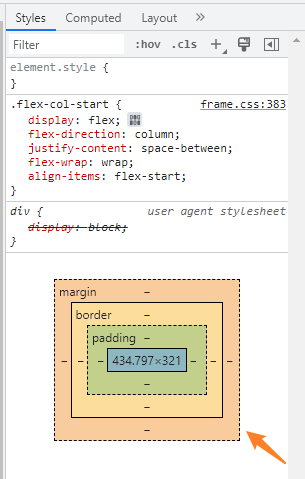 Styles Computed Layout »
Filter :hov .cls +
element.style {
}
.flex-col-start { frame.css:383
display: flex;
flex-direction: column;
justify-content: space-between;
flex-wrap: wrap;
align-items: flex-start;
}
div { user agent stylesheet
display: block;
}
margin –
border –
padding –
– – – 434.797×321 – – –
–
–
–